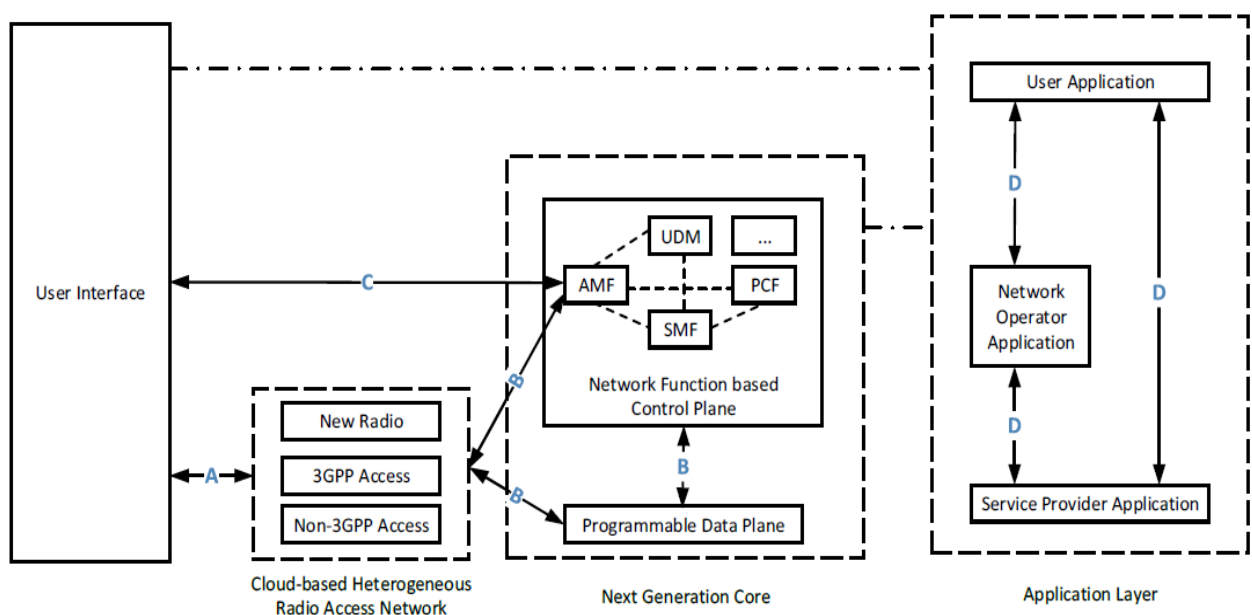 User Interface
User Application
D
D
D
Network
Operator
Application
D
Service Provider Application
Application Layer
UDM
...
AMF
PCF
SMF
Network Function based
Control Plane
C
B
B
B
Programmable Data Plane
Next Generation Core
A
New Radio
3GPP Access
Non-3GPP Access
Cloud-based Heterogeneous
Radio Access Network